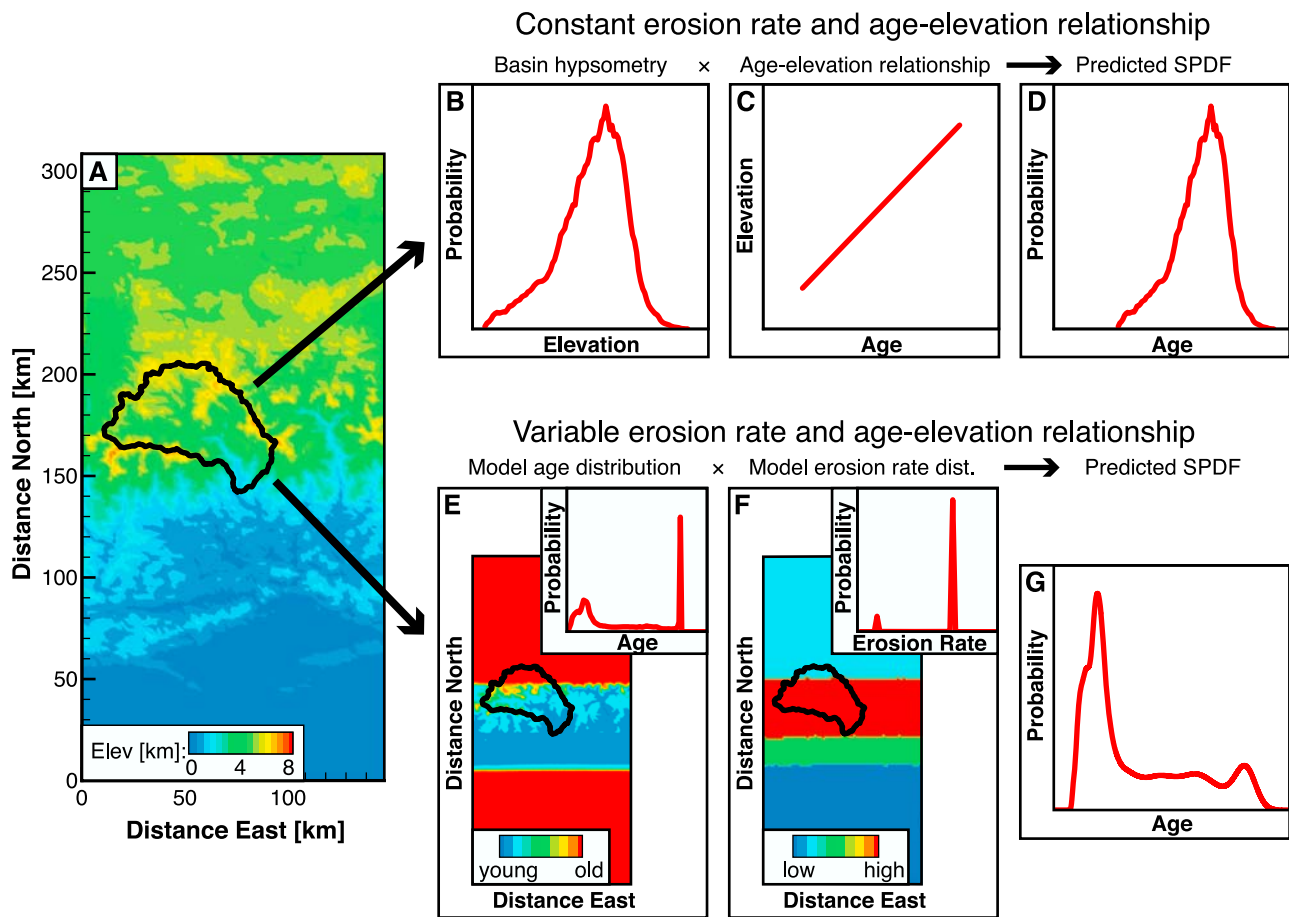 Constant erosion rate and age-elevation relationship
Basin hypsometry × Age-elevation relationship Predicted SPDF
A
300
250
200
150
100
50
0
Distance North [km]
Elev [km]:
0 4 8
0 50 100
Distance East [km]
B
Probability
Elevation
C
Elevation
Age
D
Probability
Age
Variable erosion rate and age-elevation relationship
Model age distribution × Model erosion rate dist. Predicted SPDF
E
Probability
Age
Distance North
young old
Distance East
F
Probability
Erosion Rate
Distance North
low high
Distance East
G
Probability
Age